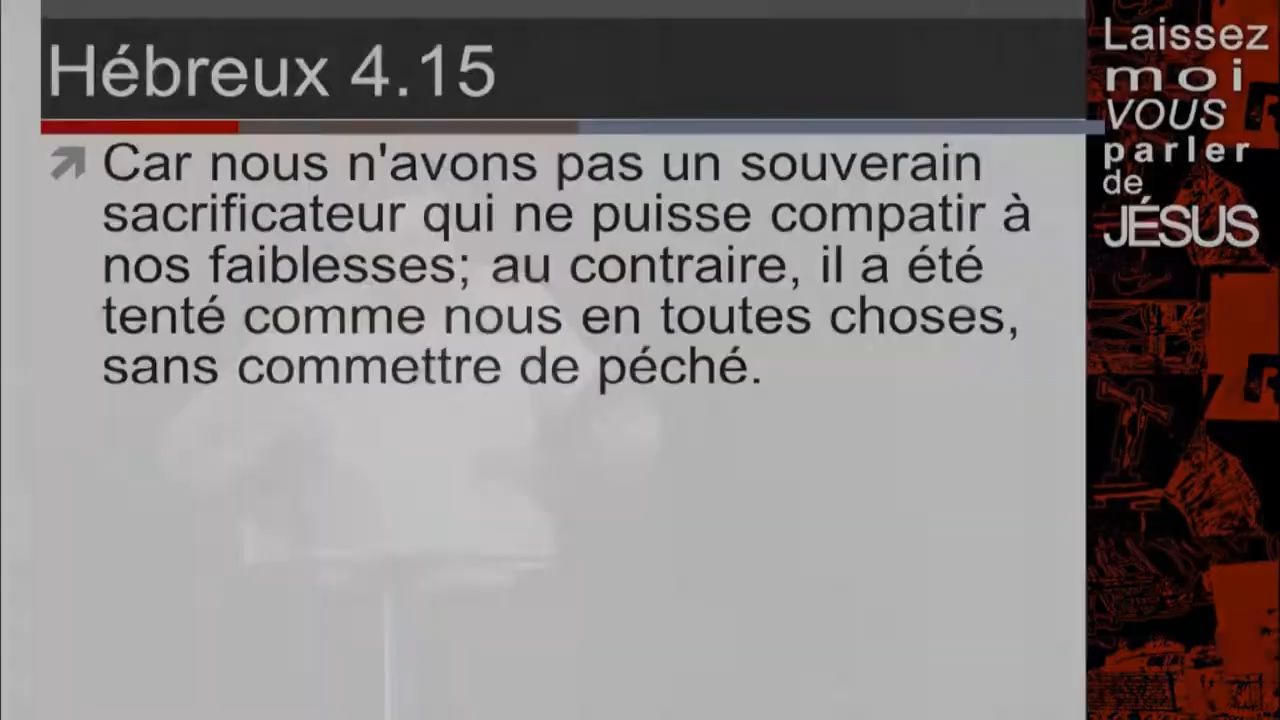 Hébreux 4.15
Car nous n'avons pas un souverain
sacrificateur qui ne puisse compatir à
nos faiblesses; au contraire, il a été
tenté comme nous en toutes choses,
sans commettre de péché.
Laissez
moi
VOUS
parler
de
JÉSUS